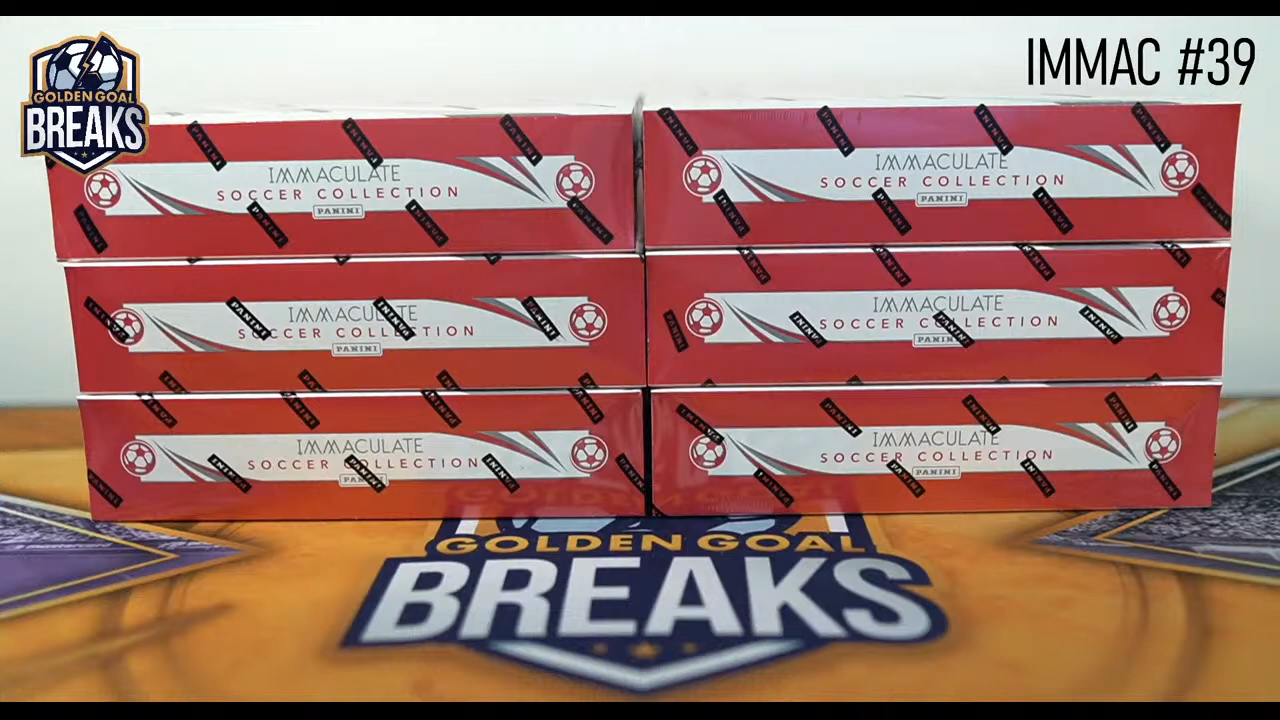 IMMAC #39
GOLDEN GOAL
BREAKS
IMMACULATE
SOCCER COLLECTION
PANINI
IMMACULATE
SOCCER COLLECTION
PANINI
IMMACULATE
SOCCER COLLECTION
PANINI
IMMACULATE
SOCCER COLLECTION
PANINI
IMMACULATE
SOCCER COLLECTION
PANINI
IMMACULATE
SOCCER COLLECTION
PANINI
GOLDEN GOAL
BREAKS